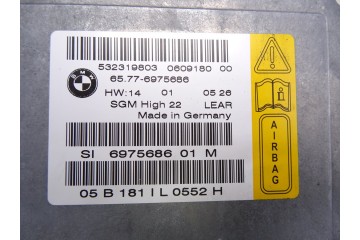 BMW
532319803 0609180 00
65.77-6975686
HW:14 01 05 26
SGM High 22 LEAR
Made in Germany
SI 6975686 01 M
05 B 181 I L 0552 H
AIRBAG